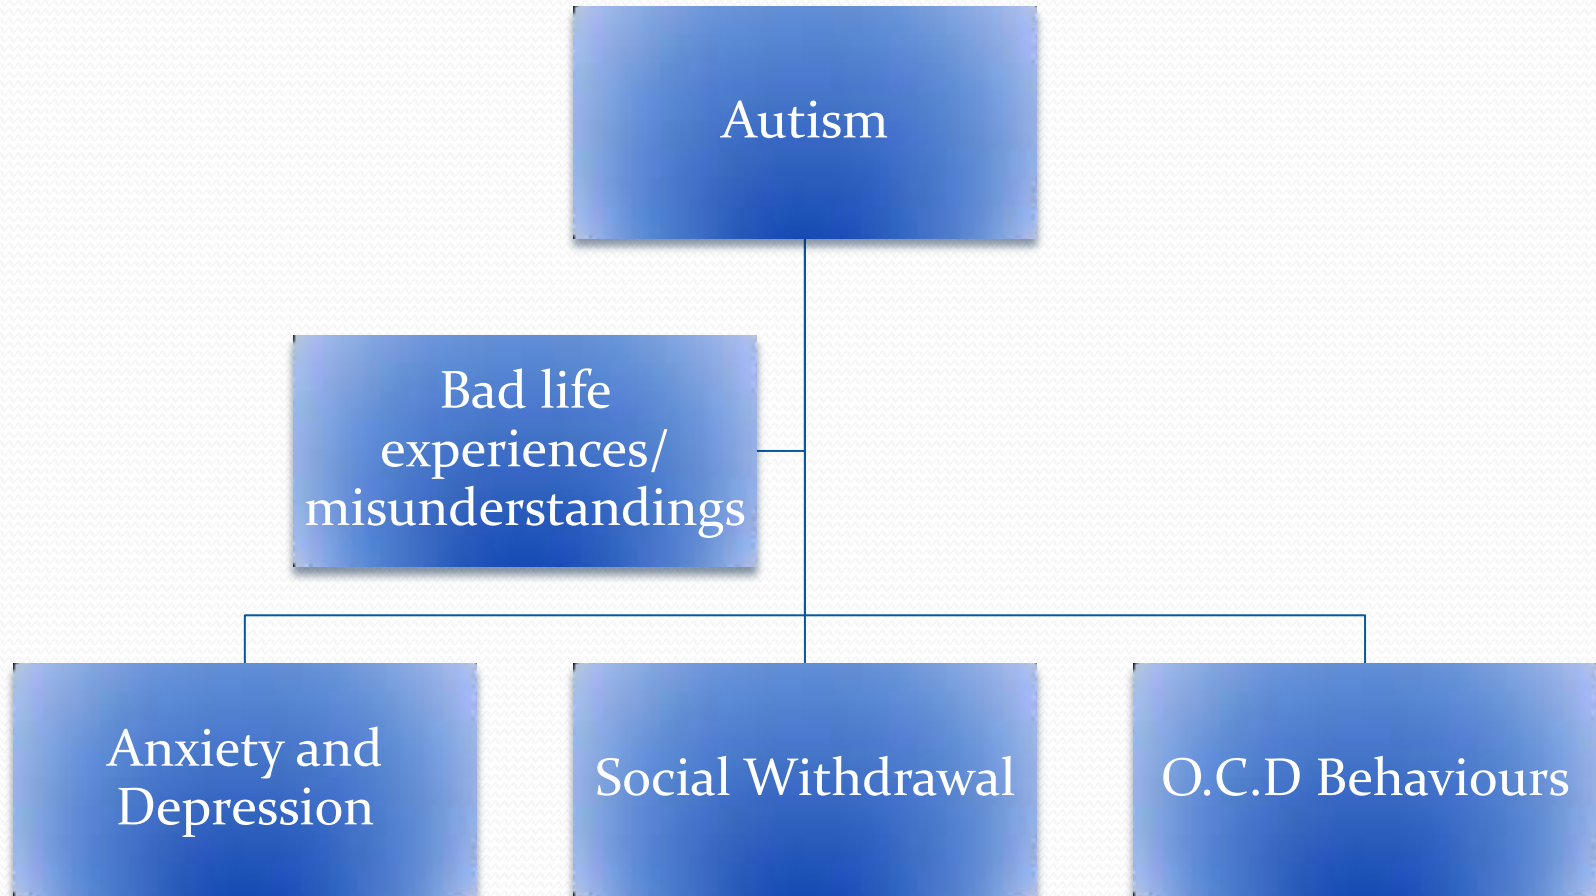 Autism
Bad life
experiences/
misunderstandings
Anxiety and
Depression
Social Withdrawal
O.C.D Behaviours